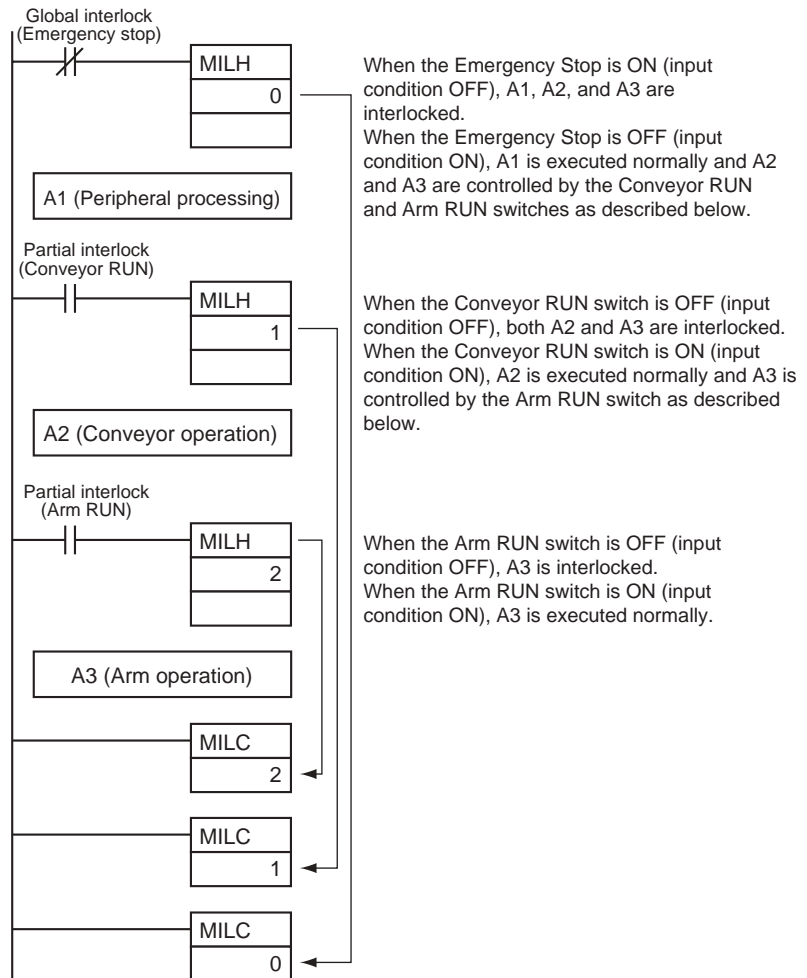 Global interlock
(Emergency stop)
MILH
0
When the Emergency Stop is ON (input
condition OFF), A1, A2, and A3 are
interlocked.
When the Emergency Stop is OFF (input
condition ON), A1 is executed normally and A2
and A3 are controlled by the Conveyor RUN
and Arm RUN switches as described below.
A1 (Peripheral processing)
Partial interlock
(Conveyor RUN)
MILH
1
When the Conveyor RUN switch is OFF (input
condition OFF), both A2 and A3 are interlocked.
When the Conveyor RUN switch is ON (input
condition ON), A2 is executed normally and A3 is
controlled by the Arm RUN switch as described
below.
A2 (Conveyor operation)
Partial interlock
(Arm RUN)
MILH
2
When the Arm RUN switch is OFF (input
condition OFF), A3 is interlocked.
When the Arm RUN switch is ON (input
condition ON), A3 is executed normally.
A3 (Arm operation)
MILC
2
MILC
1
MILC
0